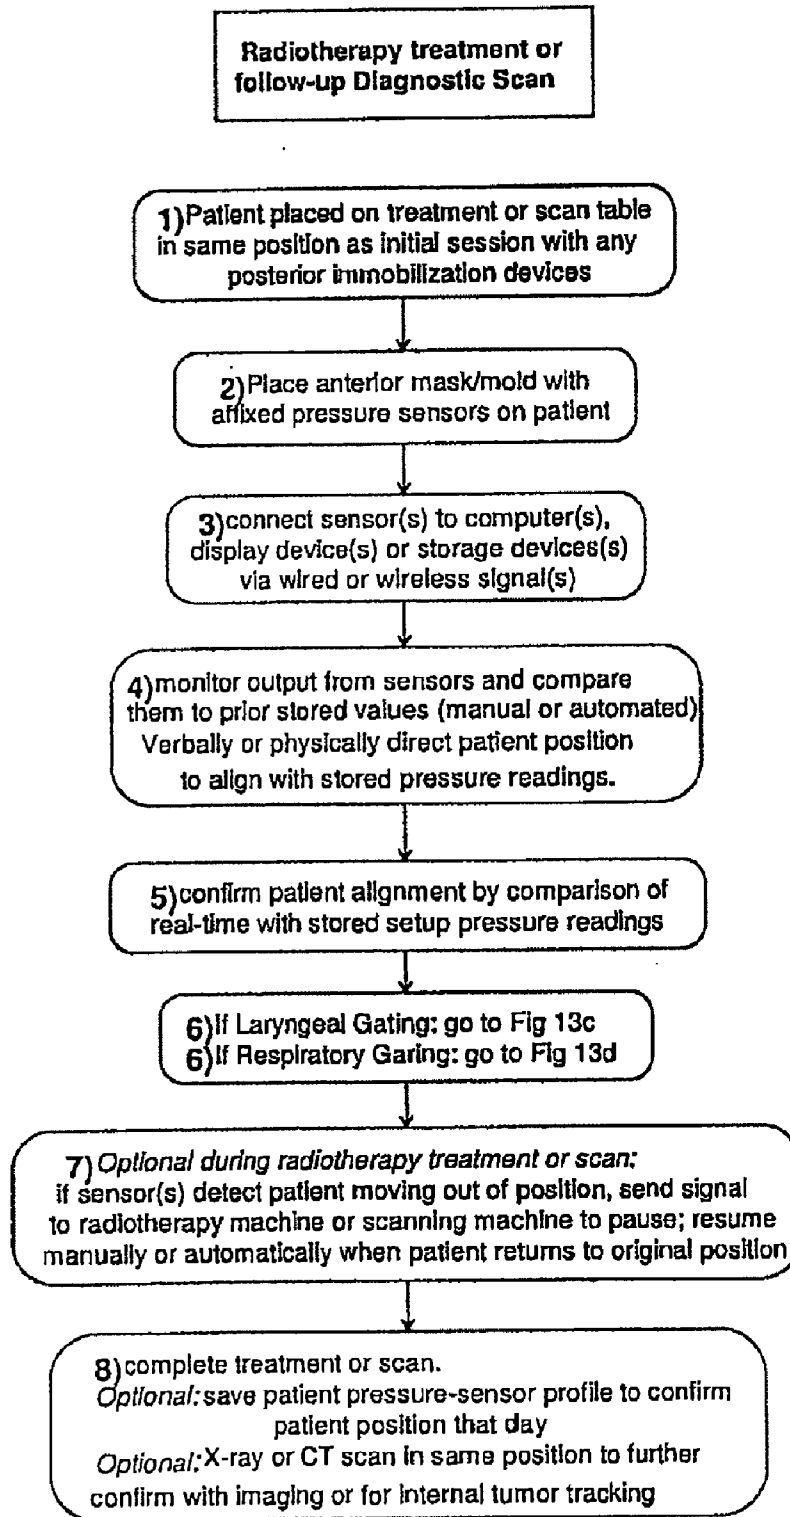 Radiotherapy treatment or
follow-up Diagnostic Scan
1) Patient placed on treatment or scan table
in same position as initial session with any
posterior immobilization devices
2) Place anterior mask/mold with
affixed pressure sensors on patient
3) connect sensor(s) to computer(s),
display device(s) or storage devices(s)
via wired or wireless signal(s)
4) monitor output from sensors and compare
them to prior stored values (manual or automated)
Verbally or physically direct patient position
to align with stored pressure readings.
5) confirm patient alignment by comparison of
real-time with stored setup pressure readings
6) If Laryngeal Gating: go to Fig 13c
6) If Respiratory Garing: go to Fig 13d
7) Optional during radiotherapy treatment or scan:
if sensor(s) detect patient moving out of position, send signal
to radiotherapy machine or scanning machine to pause; resume
manually or automatically when patient returns to original position
8) complete treatment or scan.
Optional: save patient pressure-sensor profile to confirm
patient position that day
Optional: X-ray or CT scan in same position to further
confirm with imaging or for internal tumor tracking